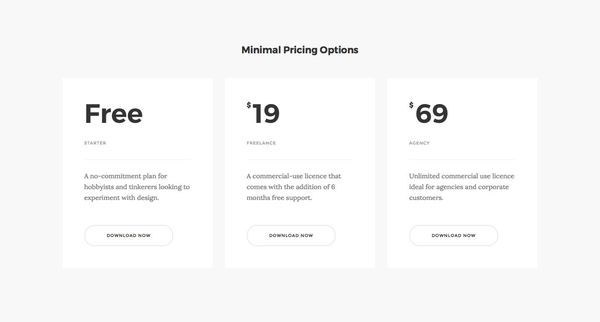 Minimal Pricing Options
Free
STARTER
A no-commitment plan for
hobbyists and tinkerers looking to
experiment with design.
DOWNLOAD NOW
$19
FREELANCE
A commercial-use licence that
comes with the addition of 6
months free support.
DOWNLOAD NOW
$69
AGENCY
Unlimited commercial use licence
ideal for agencies and corporate
customers.
DOWNLOAD NOW